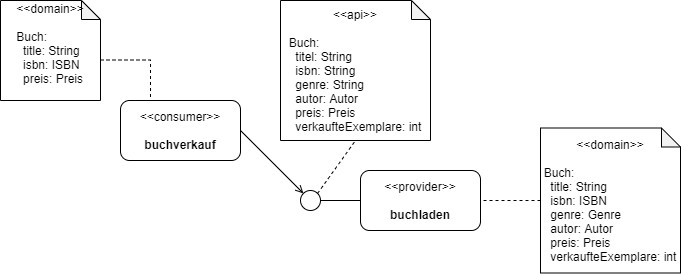 <<domain>>
Buch:
title: String
isbn: ISBN
preis: Preis
<<consumer>>
buchverkauf
<<api>>
Buch:
titel: String
isbn: String
genre: String
autor: Autor
preis: Preis
verkaufteExemplare: int
<<provider>>
buchladen
<<domain>>
Buch:
title: String
isbn: ISBN
genre: Genre
autor: Autor
preis: Preis
verkaufteExemplare: int